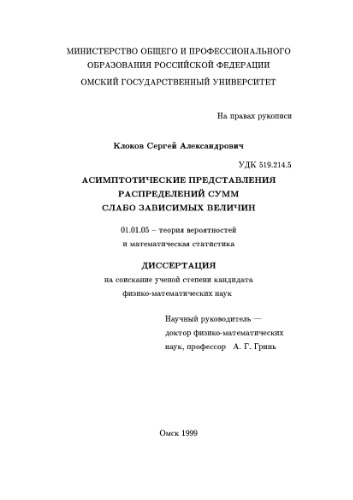 МИНИСТЕРСТВО ОБЩЕГО И ПРОФЕССИОНАЛЬНОГО
ОБРАЗОВАНИЯ РОССИЙСКОЙ ФЕДЕРАЦИИ
ОМСКИЙ ГОСУДАРСТВЕННЫЙ УНИВЕРСИТЕТ
На правах рукописи
Клоков Сергей Александрович
УДК 519.214.5
АСИМПТОТИЧЕСКИЕ ПРЕДСТАВЛЕНИЯ
РАСПРЕДЕЛЕНИЙ СУММ
СЛАБО ЗАВИСИМЫХ ВЕЛИЧИН
01.01.05 – теория вероятностей
и математическая статистика
ДИССЕРТАЦИЯ
на соискание ученой степени кандидата
физико-математических наук
Научный руководитель —
доктор физико-математических
наук, профессор А. Г. Гринь
Омск 1999